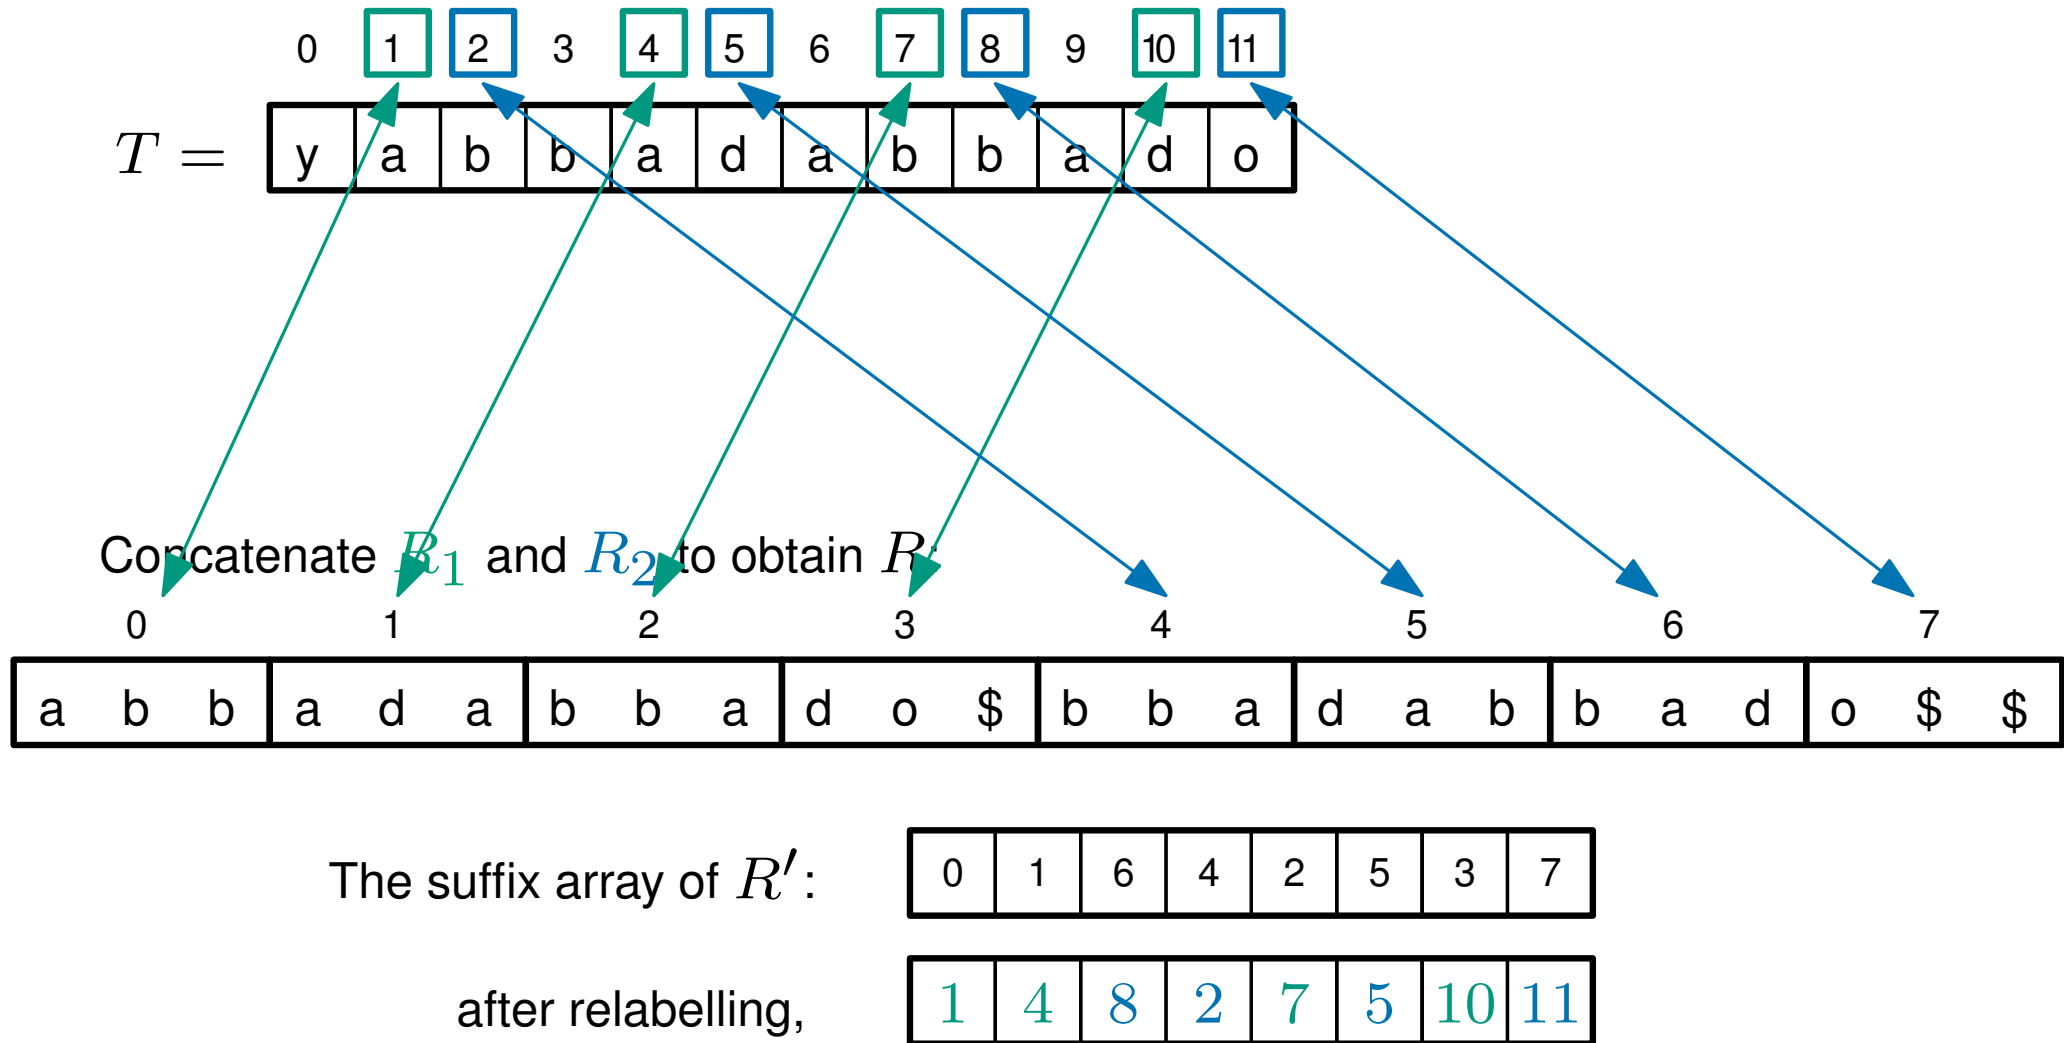 0 1 2 3 4 5 6 7 8 9 10 11
T = y a b b a d a b b a d o
Concatenate R1 and R2 to obtain R:
0 1 2 3 4 5 6 7
a b b a d a b b a d o $ b b a d a b b a d o $ $
The suffix array of R′: 0 1 6 4 2 5 3 7
after relabelling, 1 4 8 2 7 5 10 11